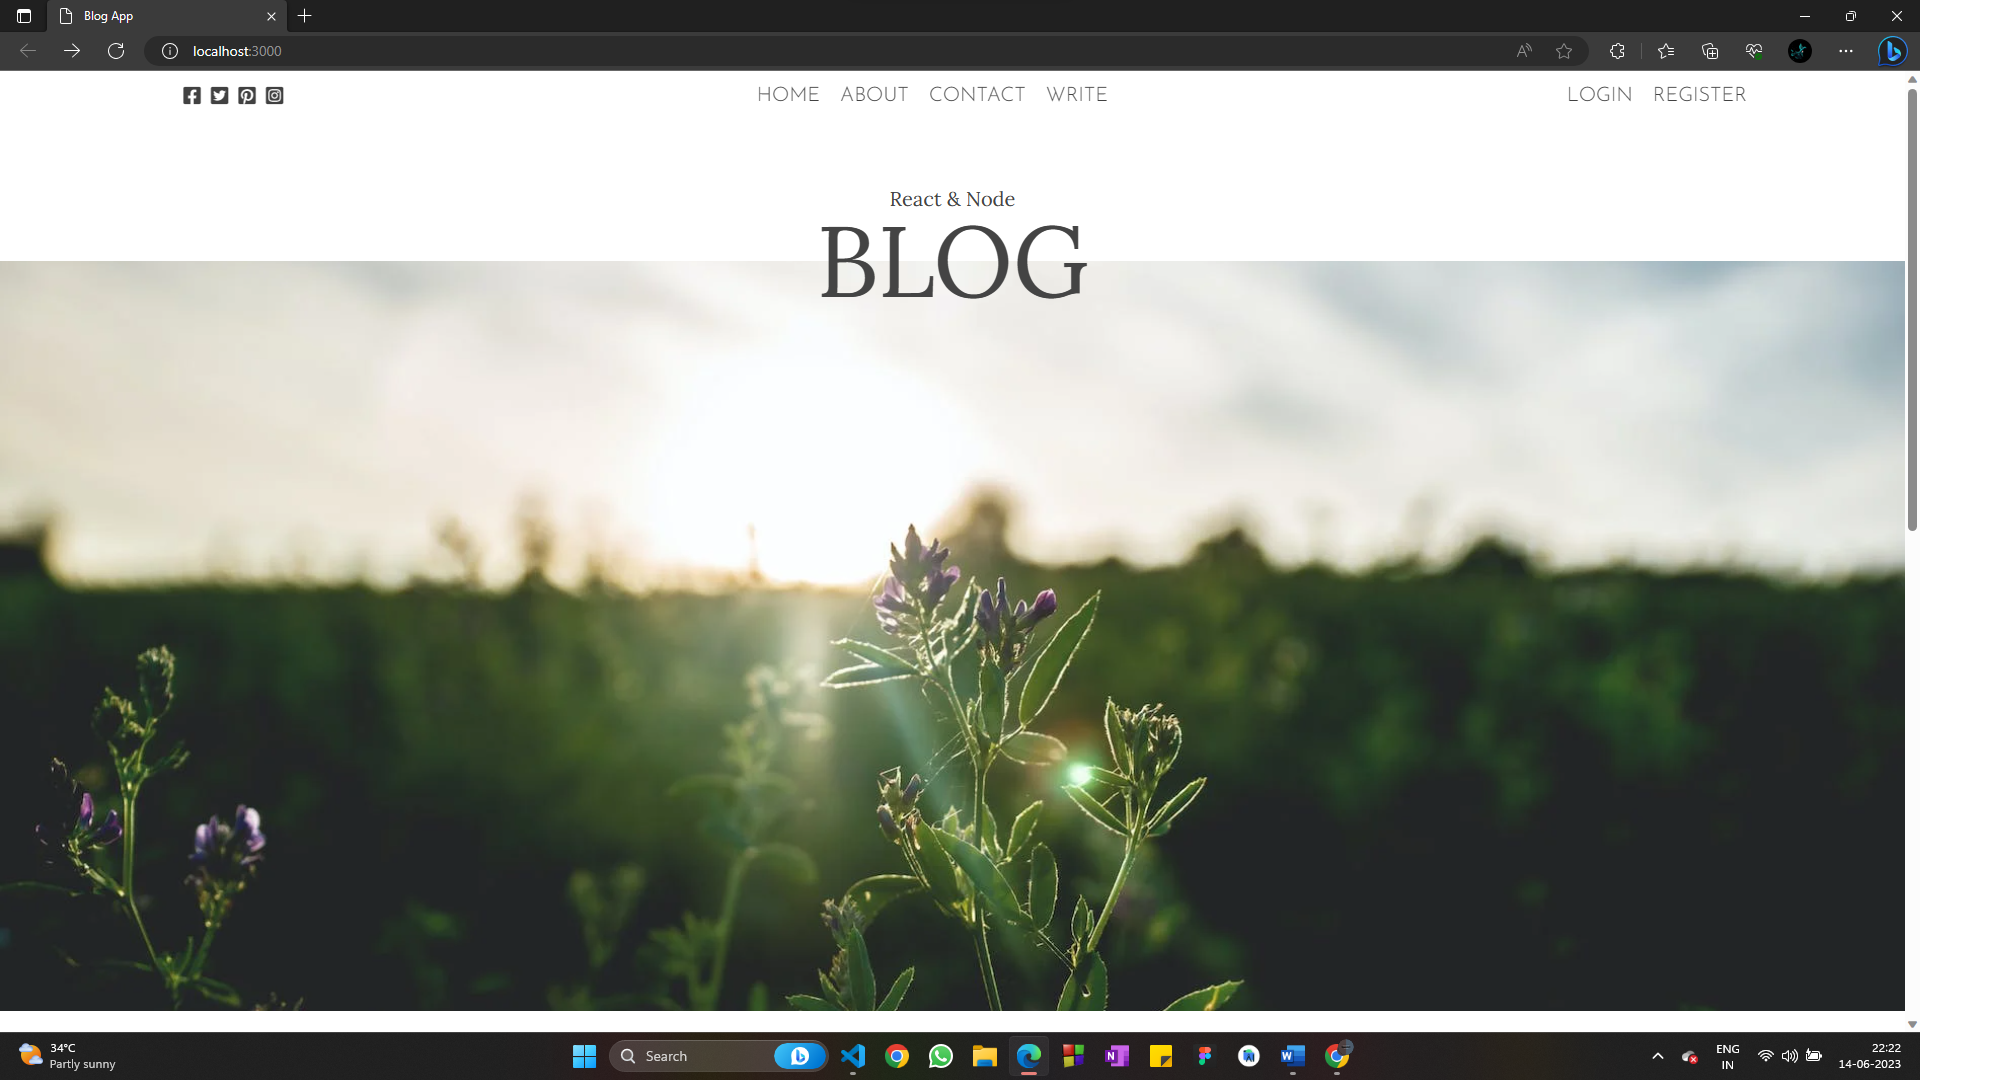 Blog App
localhost:3000
HOME ABOUT CONTACT WRITE
LOGIN REGISTER
React & Node
BLOG
34°C
Partly sunny
Search
ENG
IN
22:22
14-06-2023